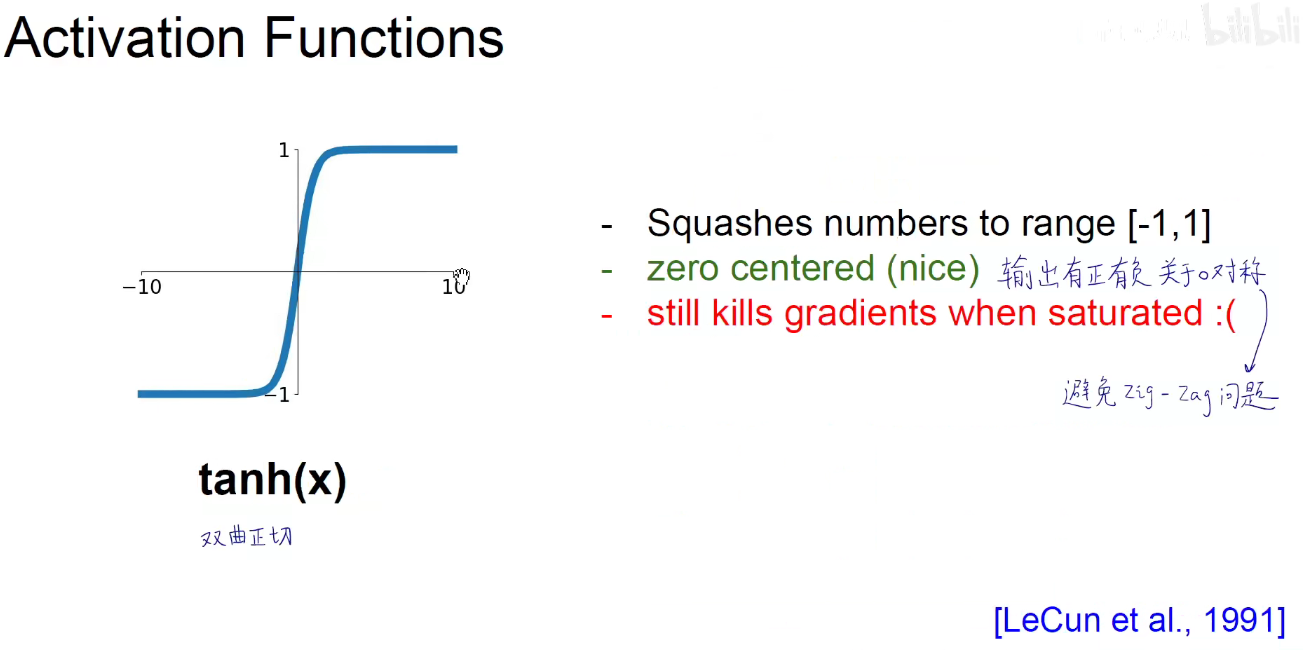 Activation Functions
bilibili
1
−10
10
−1
- Squashes numbers to range [-1,1]
- zero centered (nice) 输出有正有负 关于0对称
- still kills gradients when saturated :(
避免 zig-zag 问题
tanh(x)
双曲正切
[LeCun et al., 1991]